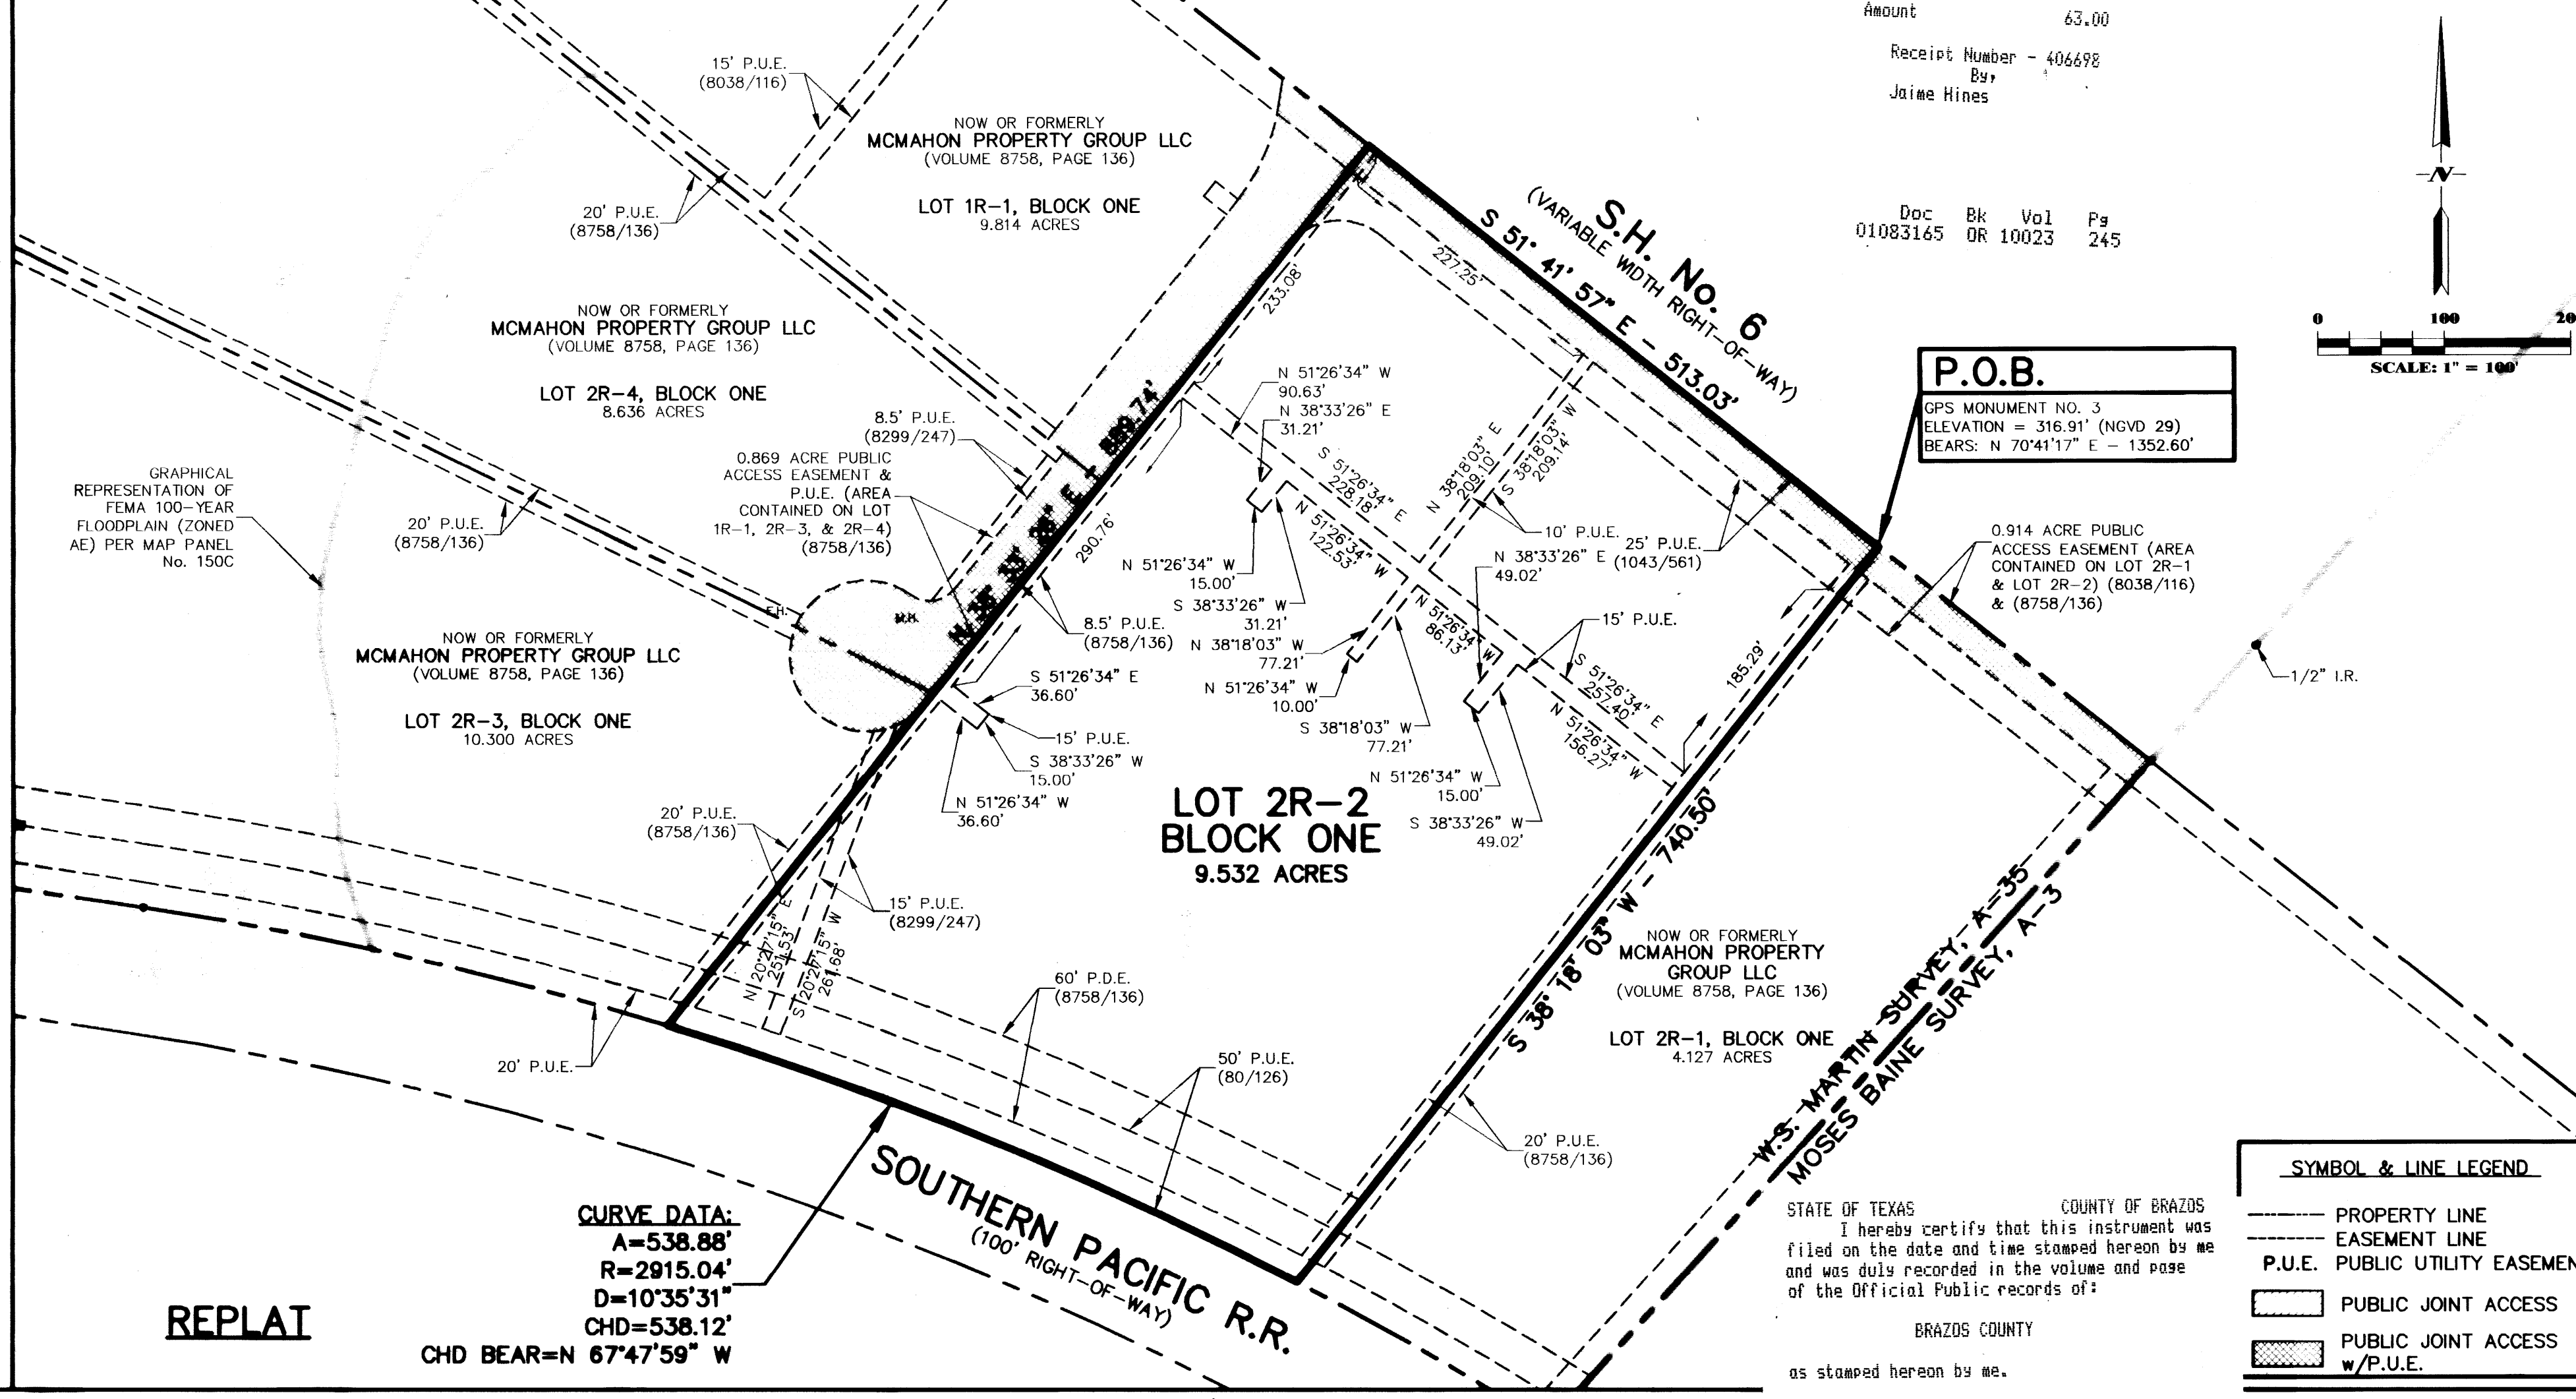 Amount 63.00
Receipt Number - 406698
By,
Jaime Hines
Doc Bk Vol Pg
01083165 OR 10023 245
-N-
0 100 20
SCALE: 1" = 100'
15' P.U.E.
(8038/116)
NOW OR FORMERLY
MCMAHON PROPERTY GROUP LLC
(VOLUME 8758, PAGE 136)
LOT 1R-1, BLOCK ONE
9.814 ACRES
20' P.U.E.
(8758/136)
S.H. No. 6
(VARIABLE WIDTH RIGHT-OF-WAY)
S 51° 41' 57" E - 513.03'
227.25'
233.08'
NOW OR FORMERLY
MCMAHON PROPERTY GROUP LLC
(VOLUME 8758, PAGE 136)
LOT 2R-4, BLOCK ONE
8.636 ACRES
P.O.B.
GPS MONUMENT NO. 3
ELEVATION = 316.91' (NGVD 29)
BEARS: N 70°41'17" E - 1352.60'
N 51°26'34" W
90.63'
N 38°33'26" E
31.21'
8.5' P.U.E.
(8299/247)
0.869 ACRE PUBLIC
ACCESS EASEMENT &
P.U.E. (AREA
CONTAINED ON LOT
1R-1, 2R-3, & 2R-4)
(8758/136)
GRAPHICAL
REPRESENTATION OF
FEMA 100-YEAR
FLOODPLAIN (ZONED
AE) PER MAP PANEL
No. 150C
20' P.U.E.
(8758/136)
290.76'
S 51°26'34" E
228.18'
N 38°18'03" E
209.10'
S 38°18'03" W
209.14'
N 51°26'34" W
122.53'
10' P.U.E.
25' P.U.E.
(1043/561)
N 38°33'26" E
49.02'
0.914 ACRE PUBLIC
ACCESS EASEMENT (AREA
CONTAINED ON LOT 2R-1
& LOT 2R-2) (8038/116)
& (8758/136)
N 51°26'34" W
15.00'
S 38°33'26" W
31.21'
N 38°18'03" W
77.21'
N 51°26'34" W
10.00'
S 38°18'03" W
77.21'
N 51°26'34" W
15.00'
S 38°33'26" W
49.02'
N 51°26'34" W
86.13'
15' P.U.E.
S 51°26'34" E
257.40'
N 51°26'34" W
156.27'
185.29'
1/2" I.R.
F.H.
8.5' P.U.E.
(8758/136)
NOW OR FORMERLY
MCMAHON PROPERTY GROUP LLC
(VOLUME 8758, PAGE 136)
LOT 2R-3, BLOCK ONE
10.300 ACRES
S 51°26'34" E
36.60'
15' P.U.E.
S 38°33'26" W
15.00'
N 51°26'34" W
36.60'
20' P.U.E.
(8758/136)
LOT 2R-2
BLOCK ONE
9.532 ACRES
S 38° 18' 03" W - 740.50'
15' P.U.E.
(8299/247)
N 20°27'15" E
251.53'
S 20°27'15" W
261.68'
60' P.D.E.
(8758/136)
NOW OR FORMERLY
MCMAHON PROPERTY
GROUP LLC
(VOLUME 8758, PAGE 136)
LOT 2R-1, BLOCK ONE
4.127 ACRES
W.S. MARTIN SURVEY, A-35
MOSES BAINE SURVEY, A-3
20' P.U.E.
50' P.U.E.
(80/126)
20' P.U.E.
(8758/136)
SOUTHERN PACIFIC R.R.
(100' RIGHT-OF-WAY)
CURVE DATA:
A=538.88'
R=2915.04'
D=10°35'31"
CHD=538.12'
CHD BEAR=N 67°47'59" W
REPLAT
STATE OF TEXAS COUNTY OF BRAZOS
I hereby certify that this instrument was
filed on the date and time stamped hereon by me
and was duly recorded in the volume and page
of the Official Public records of:
BRAZOS COUNTY
as stamped hereon by me.
SYMBOL & LINE LEGEND
PROPERTY LINE
EASEMENT LINE
P.U.E. PUBLIC UTILITY EASEMEN
PUBLIC JOINT ACCESS
PUBLIC JOINT ACCESS
w/P.U.E.